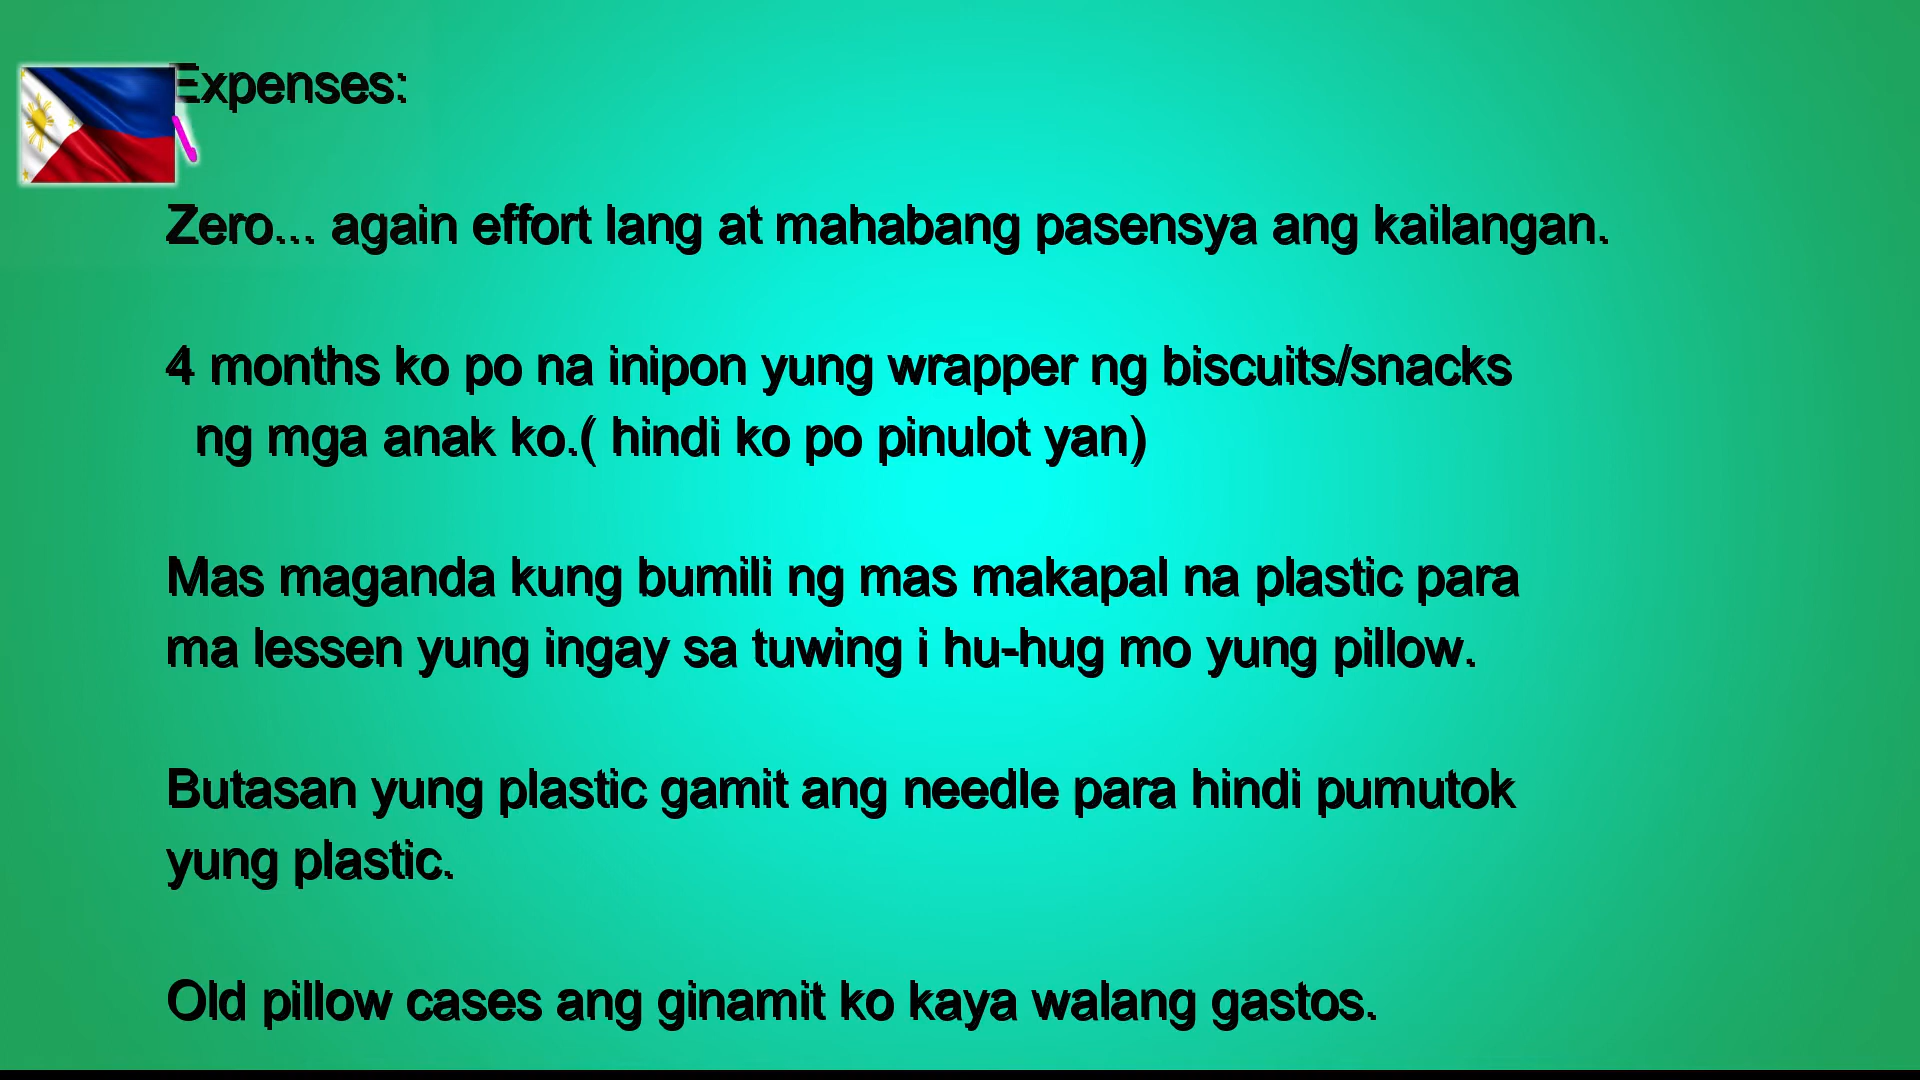 Expenses:
Zero... again effort lang at mahabang pasensya ang kailangan.
4 months ko po na inipon yung wrapper ng biscuits/snacks
ng mga anak ko.( hindi ko po pinulot yan)
Mas maganda kung bumili ng mas makapal na plastic para
ma lessen yung ingay sa tuwing i hu-hug mo yung pillow.
Butasan yung plastic gamit ang needle para hindi pumutok
yung plastic.
Old pillow cases ang ginamit ko kaya walang gastos.